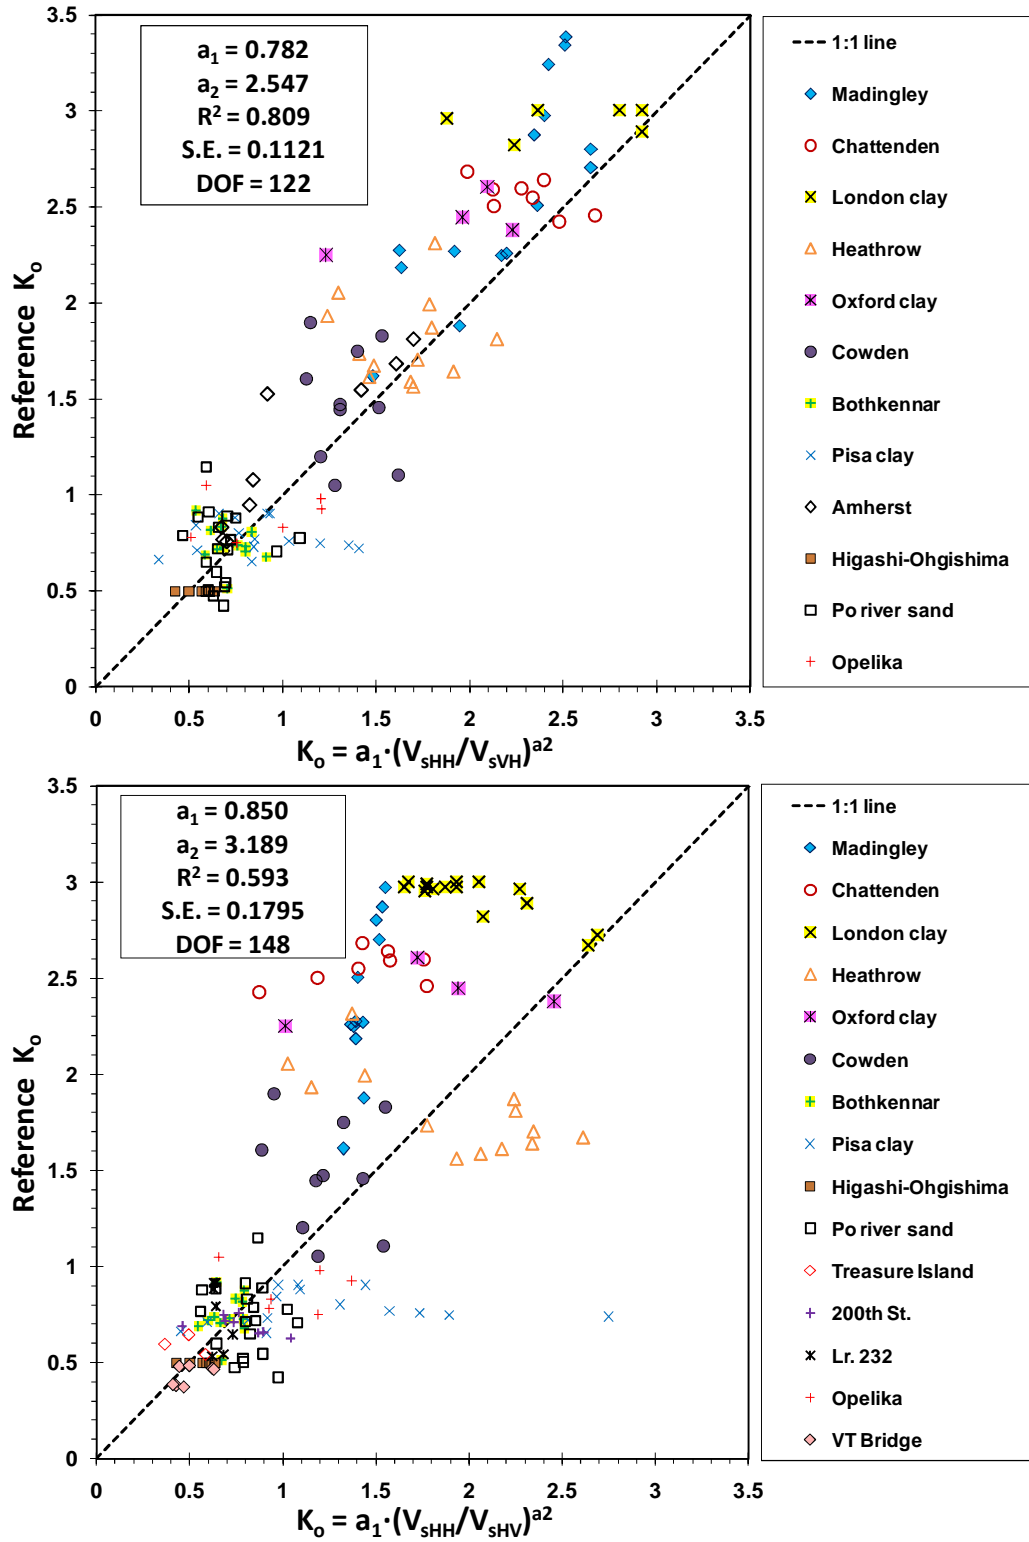 3.5
3
2.5
2
1.5
1
0.5
0
Reference Kₒ
a₁ = 0.782
a₂ = 2.547
R² = 0.809
S.E. = 0.1121
DOF = 122
0 0.5 1 1.5 2 2.5 3 3.5
Kₒ = a₁·(VsHH/VsVH)^a2
1:1 line
Madingley
Chattenden
London clay
Heathrow
Oxford clay
Cowden
Bothkennar
Pisa clay
Amherst
Higashi-Ohgishima
Po river sand
Opelika
3.5
3
2.5
2
1.5
1
0.5
0
Reference Kₒ
a₁ = 0.850
a₂ = 3.189
R² = 0.593
S.E. = 0.1795
DOF = 148
0 0.5 1 1.5 2 2.5 3 3.5
Kₒ = a₁·(VsHH/VsHV)^a2
1:1 line
Madingley
Chattenden
London clay
Heathrow
Oxford clay
Cowden
Bothkennar
Pisa clay
Higashi-Ohgishima
Po river sand
Treasure Island
200th St.
Lr. 232
Opelika
VT Bridge